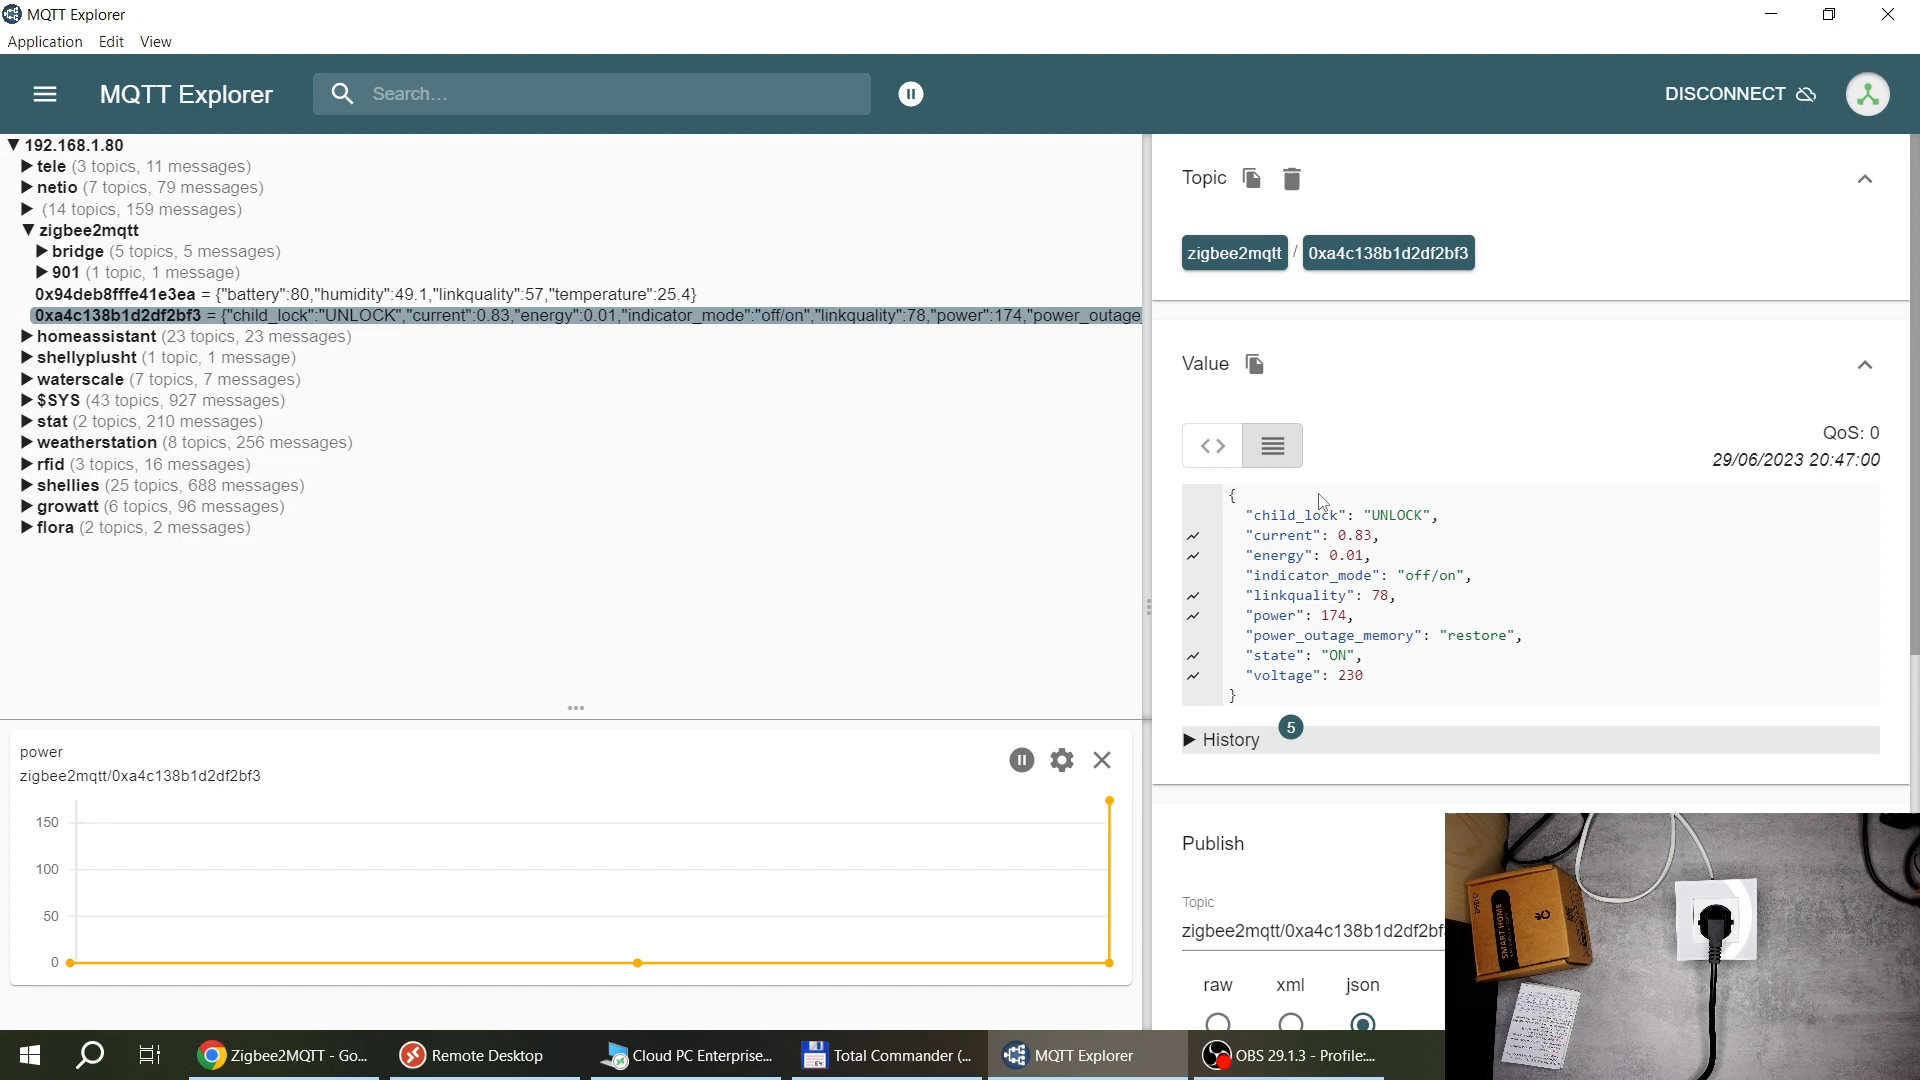 MQTT Explorer
Application Edit View
MQTT Explorer
Search...
DISCONNECT
▼ 192.168.1.80
▶ tele (3 topics, 11 messages)
▶ netio (7 topics, 79 messages)
▶ (14 topics, 159 messages)
▼ zigbee2mqtt
▶ bridge (5 topics, 5 messages)
▶ 901 (1 topic, 1 message)
0x94deb8fffe41e3ea = {"battery":80,"humidity":49.1,"linkquality":57,"temperature":25.4}
0xa4c138b1d2df2bf3 = {"child_lock":"UNLOCK","current":0.83,"energy":0.01,"indicator_mode":"off/on","linkquality":78,"power":174,"power_outage
▶ homeassistant (23 topics, 23 messages)
▶ shellyplusht (1 topic, 1 message)
▶ waterscale (7 topics, 7 messages)
▶ $SYS (43 topics, 927 messages)
▶ stat (2 topics, 210 messages)
▶ weatherstation (8 topics, 256 messages)
▶ rfid (3 topics, 16 messages)
▶ shellies (25 topics, 688 messages)
▶ growatt (6 topics, 96 messages)
▶ flora (2 topics, 2 messages)
Topic
zigbee2mqtt / 0xa4c138b1d2df2bf3
Value
QoS: 0
29/06/2023 20:47:00
{
"child_lock": "UNLOCK",
"current": 0.83,
"energy": 0.01,
"indicator_mode": "off/on",
"linkquality": 78,
"power": 174,
"power_outage_memory": "restore",
"state": "ON",
"voltage": 230
}
▶ History 5
power
zigbee2mqtt/0xa4c138b1d2df2bf3
150
100
50
0
Publish
Topic
zigbee2mqtt/0xa4c138b1d2df2bf
raw xml json
SMART HOME
Zigbee2MQTT - Go...
Remote Desktop
Cloud PC Enterprise...
Total Commander (...
MQTT Explorer
OBS 29.1.3 - Profile:...